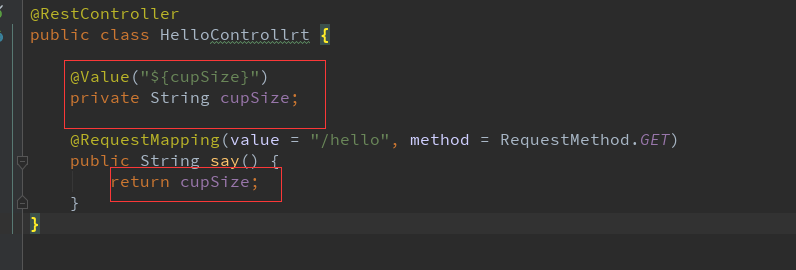 @RestController
public class HelloControllrt {
@Value("${cupSize}")
private String cupSize;
@RequestMapping(value = "/hello", method = RequestMethod.GET)
public String say() {
return cupSize;
}
}